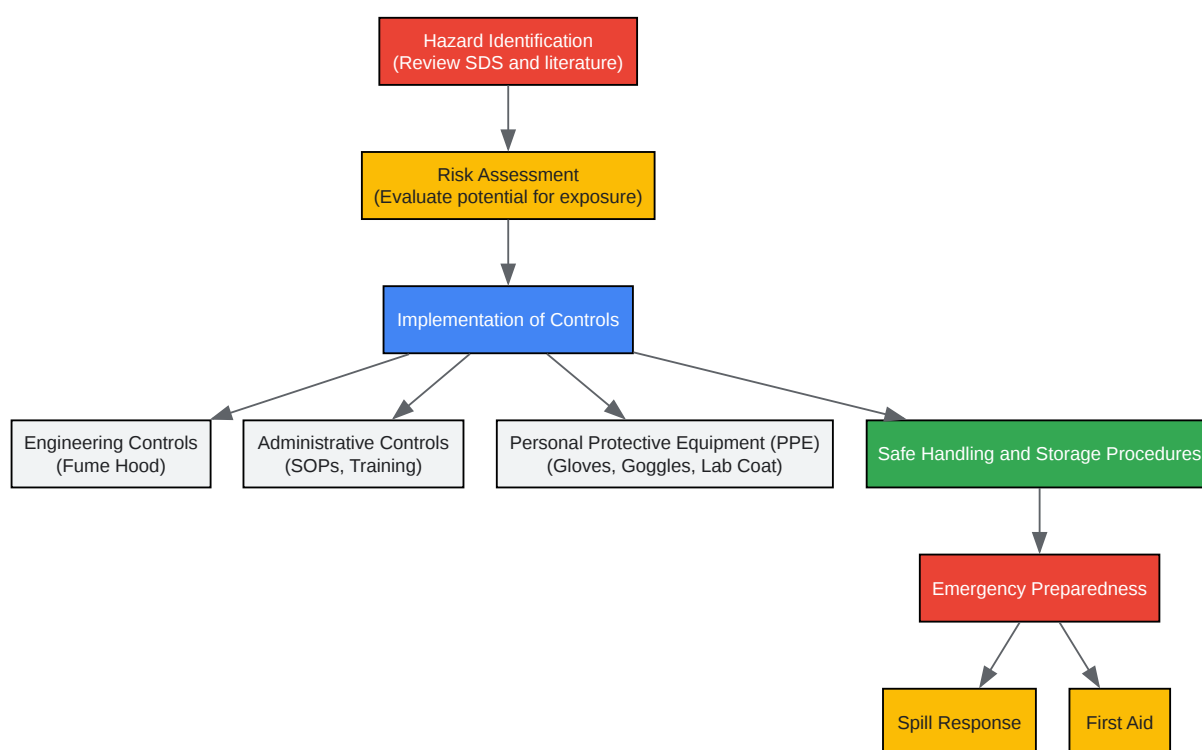 Hazard Identification
(Review SDS and literature)
Risk Assessment
(Evaluate potential for exposure)
Implementation of Controls
Engineering Controls
(Fume Hood)
Administrative Controls
(SOPs, Training)
Personal Protective Equipment (PPE)
(Gloves, Goggles, Lab Coat)
Safe Handling and Storage Procedures
Emergency Preparedness
Spill Response
First Aid